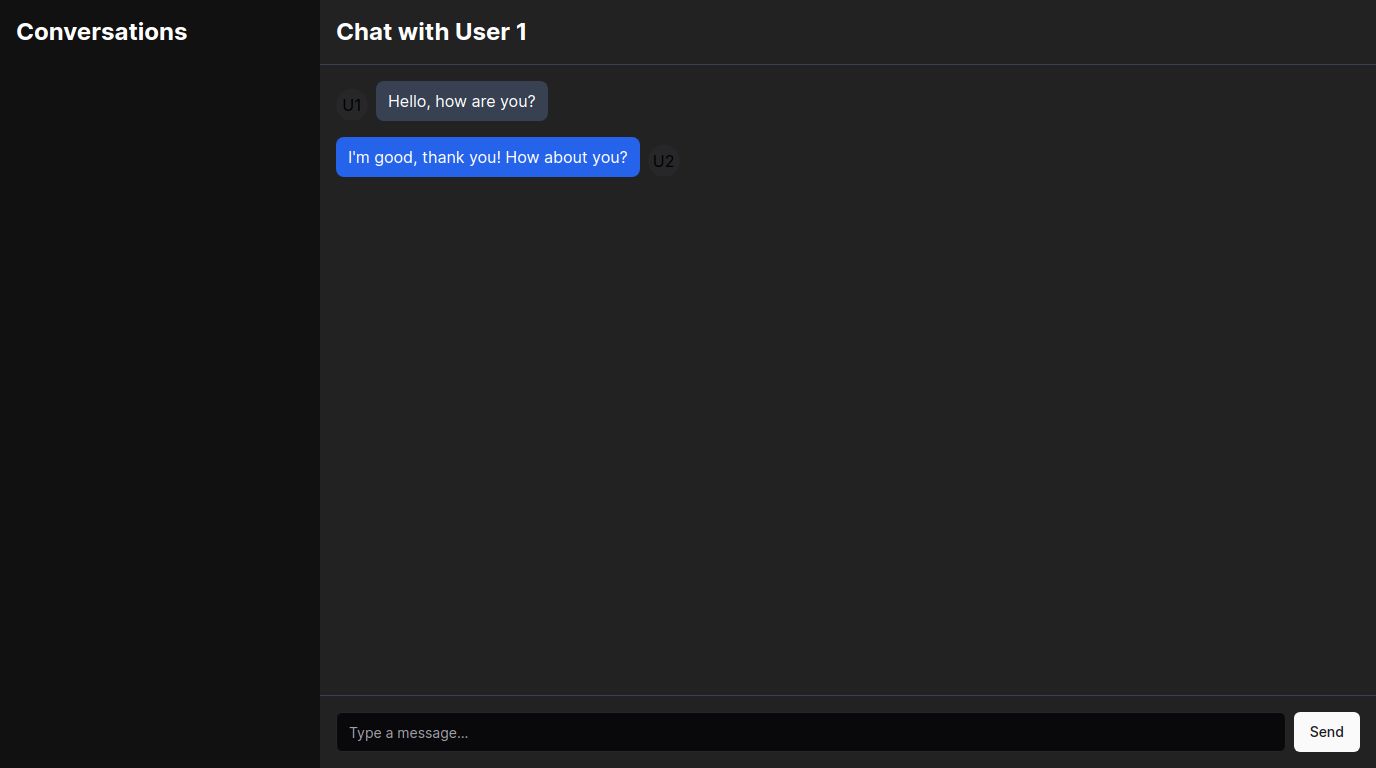 Conversations
Chat with User 1
U1
Hello, how are you?
I'm good, thank you! How about you?
U2
Type a message...
Send